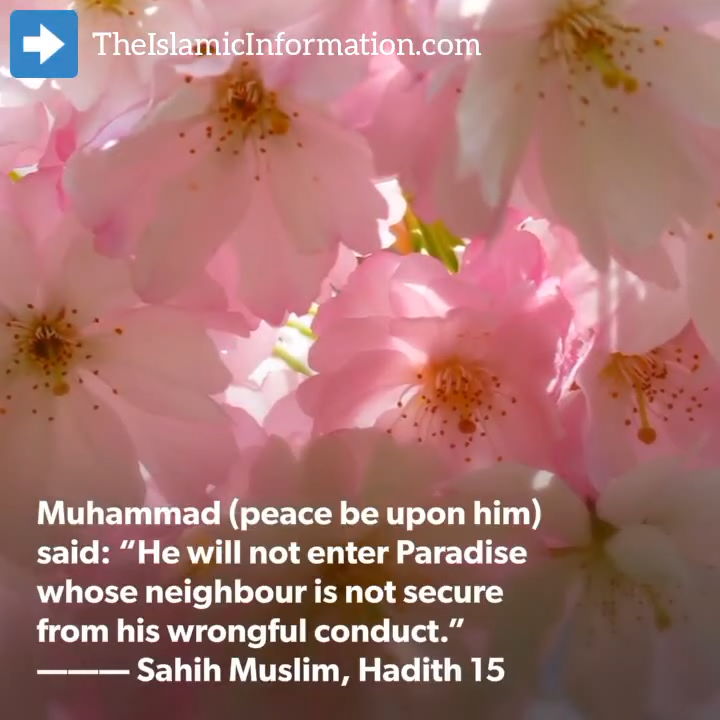 TheIslamicInformation.com
Muhammad (peace be upon him)
said: “He will not enter Paradise
whose neighbour is not secure
from his wrongful conduct.”
——— Sahih Muslim, Hadith 15